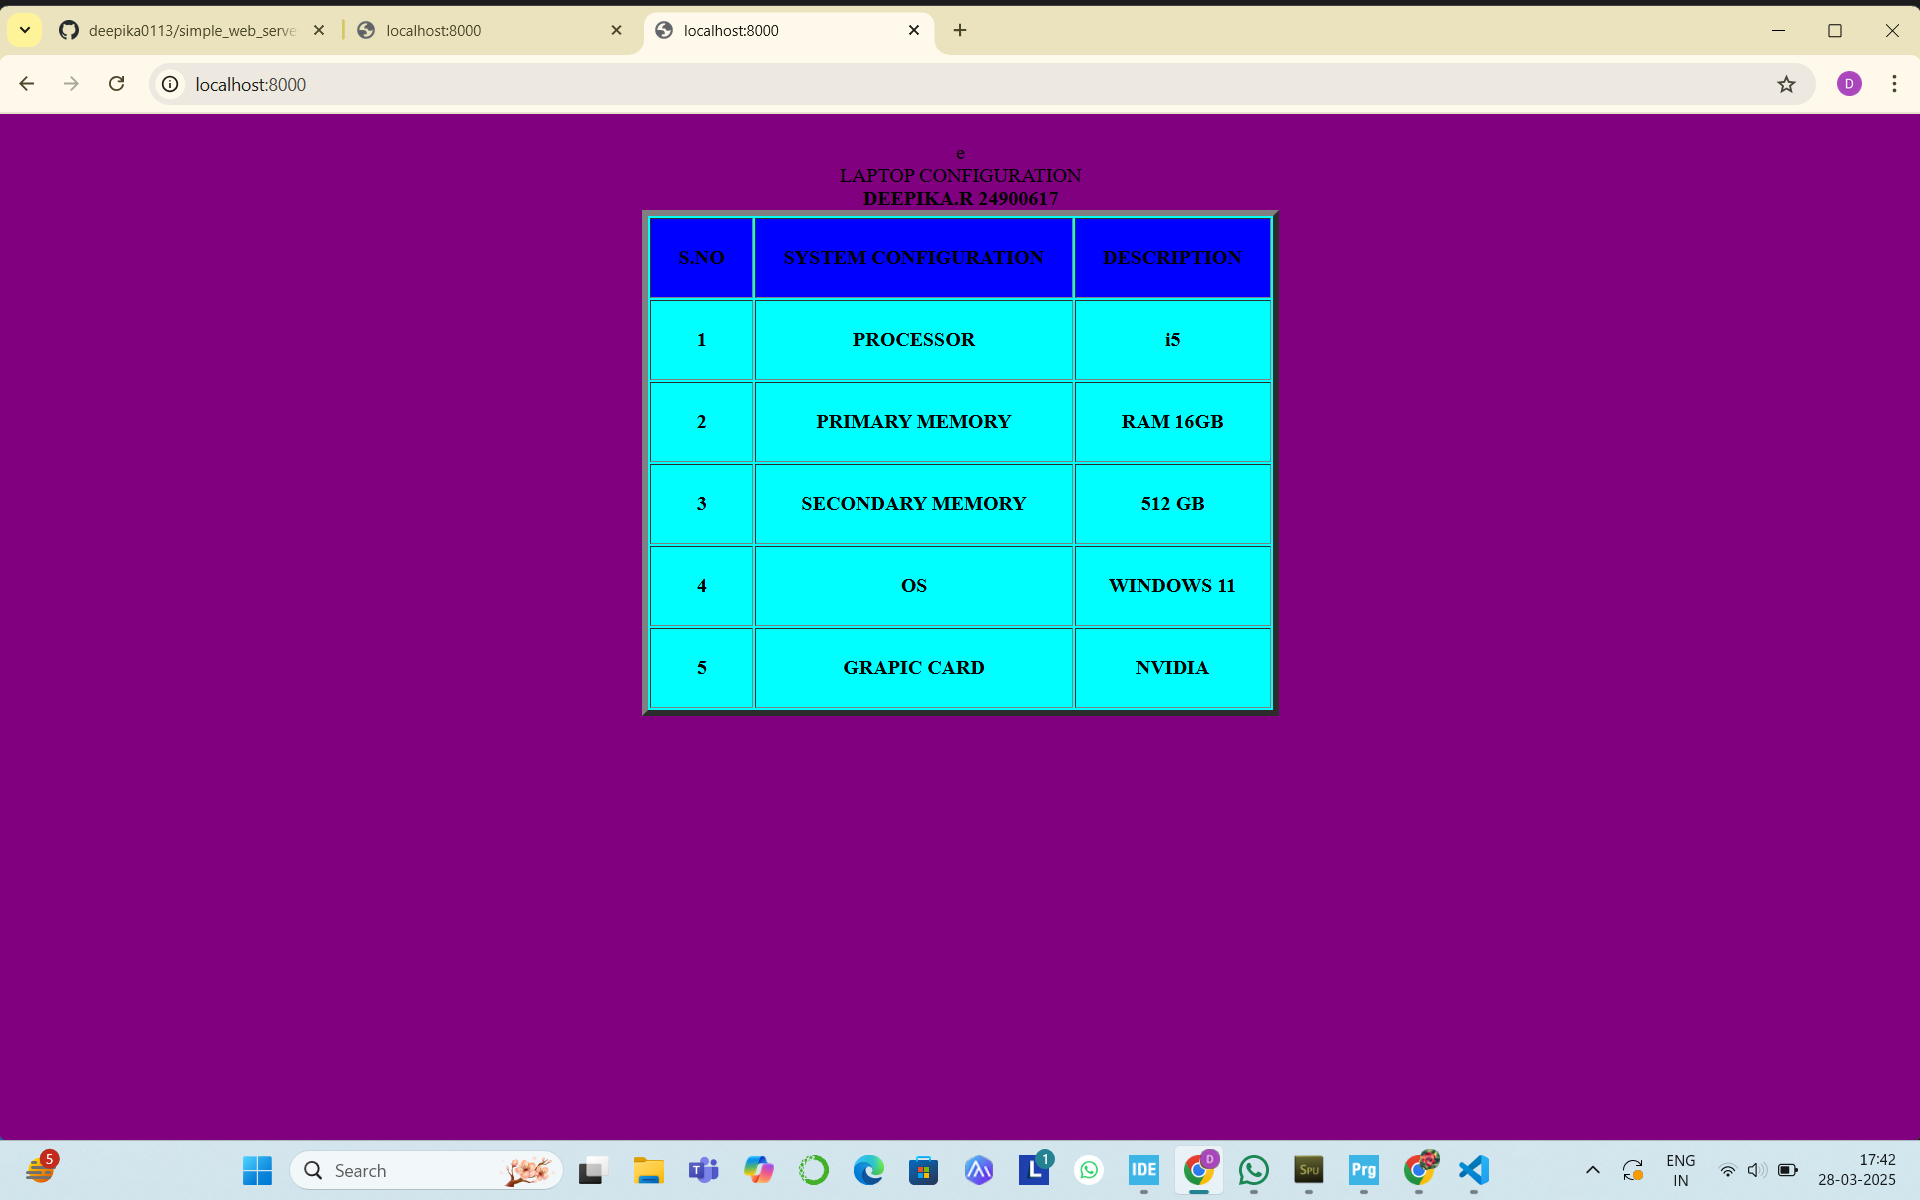 deepika0113/simple_web_serve
localhost:8000
localhost:8000
localhost:8000
D
e
LAPTOP CONFIGURATION
DEEPIKA.R 24900617
S.NO SYSTEM CONFIGURATION DESCRIPTION
1 PROCESSOR i5
2 PRIMARY MEMORY RAM 16GB
3 SECONDARY MEMORY 512 GB
4 OS WINDOWS 11
5 GRAPIC CARD NVIDIA
5
Search
T
L
1
IDE
D
Spu
Prg
ENG
IN
17:42
28-03-2025